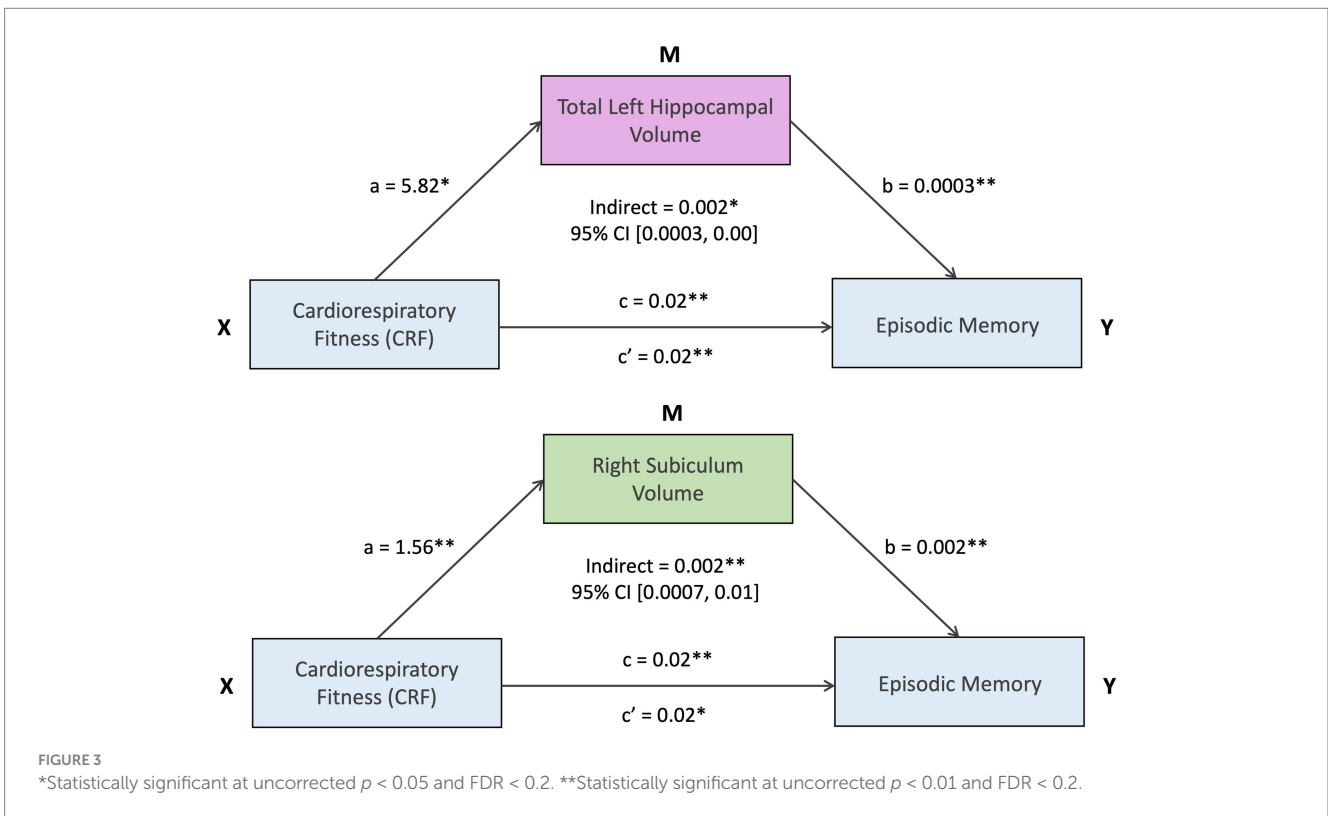 M
Total Left Hippocampal
Volume
a = 5.82*
b = 0.0003**
Indirect = 0.002*
95% CI [0.0003, 0.00]
X
Cardiorespiratory
Fitness (CRF)
c = 0.02**
c’ = 0.02**
Episodic Memory
Y
M
Right Subiculum
Volume
a = 1.56**
b = 0.002**
Indirect = 0.002**
95% CI [0.0007, 0.01]
X
Cardiorespiratory
Fitness (CRF)
c = 0.02**
c’ = 0.02*
Episodic Memory
Y
FIGURE 3
*Statistically significant at uncorrected p < 0.05 and FDR < 0.2. **Statistically significant at uncorrected p < 0.01 and FDR < 0.2.